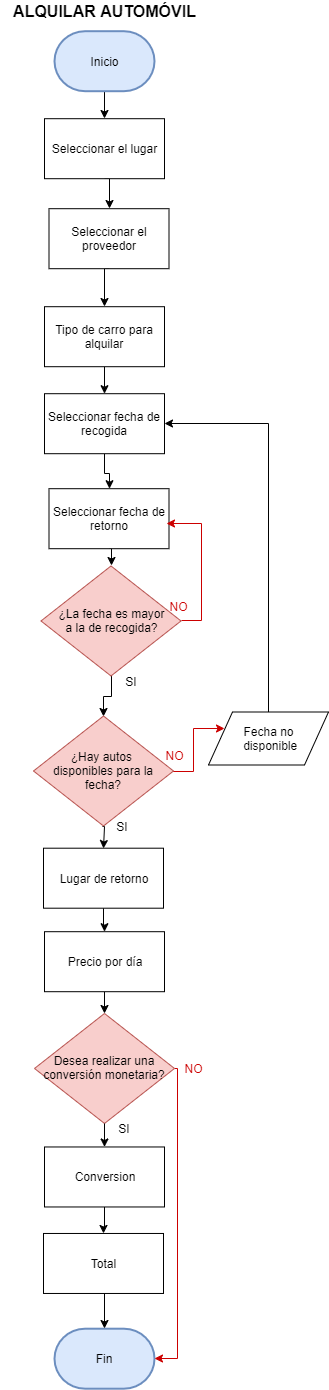 ALQUILAR AUTOMÓVIL
Inicio
Seleccionar el lugar
Seleccionar el
proveedor
Tipo de carro para
alquilar
Seleccionar fecha de
recogida
Seleccionar fecha de
retorno
¿La fecha es mayor
a la de recogida?
NO
SI
Fecha no
disponible
¿Hay autos
disponibles para la
fecha?
NO
SI
Lugar de retorno
Precio por día
Desea realizar una
conversión monetaria?
NO
SI
Conversion
Total
Fin